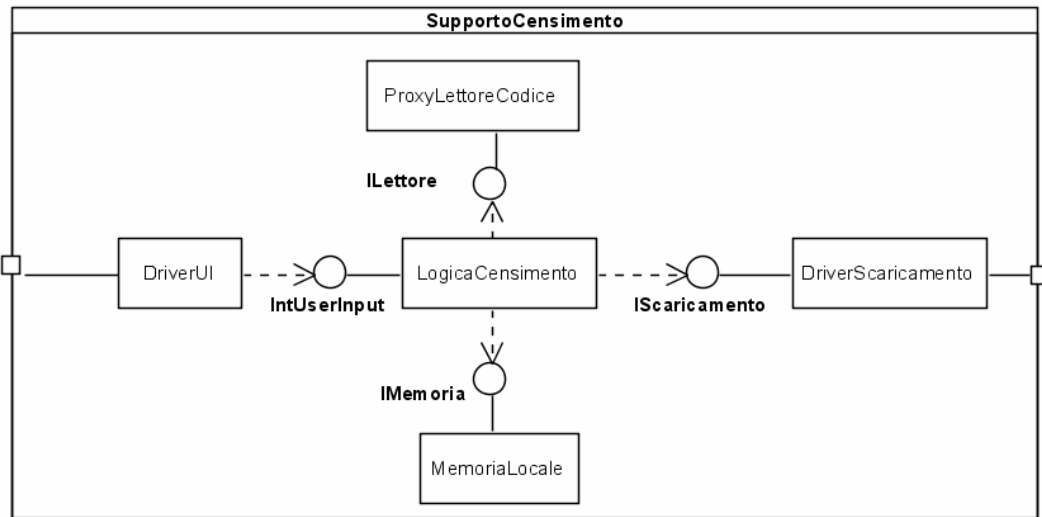 SupportoCensimento
ProxyLettoreCodice
ILettore
DriverUI
LogicaCensimento
DriverScaricamento
IntUserInput
IScaricamento
IMemoria
MemoriaLocale